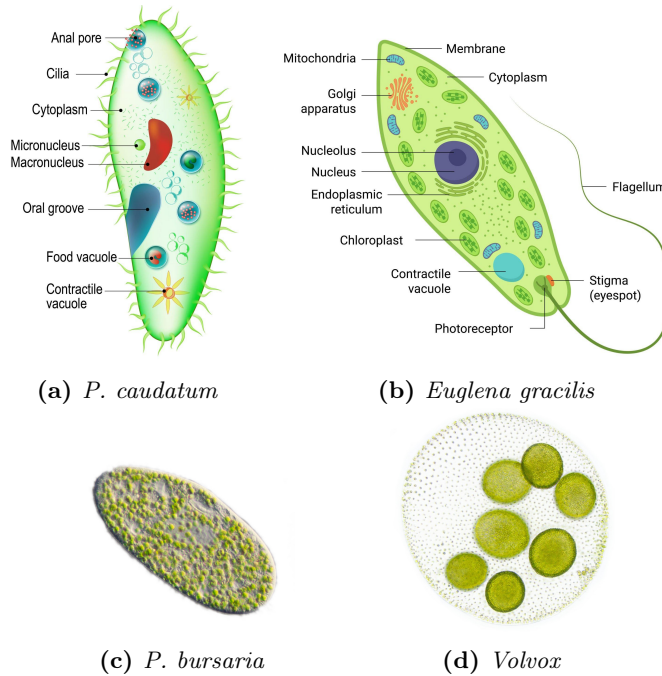 Anal pore
Cilia
Cytoplasm
Micronucleus
Macronucleus
Oral groove
Food vacuole
Contractile
vacuole
(a) P. caudatum
Membrane
Mitochondria
Cytoplasm
Golgi
apparatus
Nucleolus
Nucleus
Flagellum
Endoplasmic
reticulum
Chloroplast
Contractile
vacuole
Stigma
(eyespot)
Photoreceptor
(b) Euglena gracilis
(c) P. bursaria
(d) Volvox